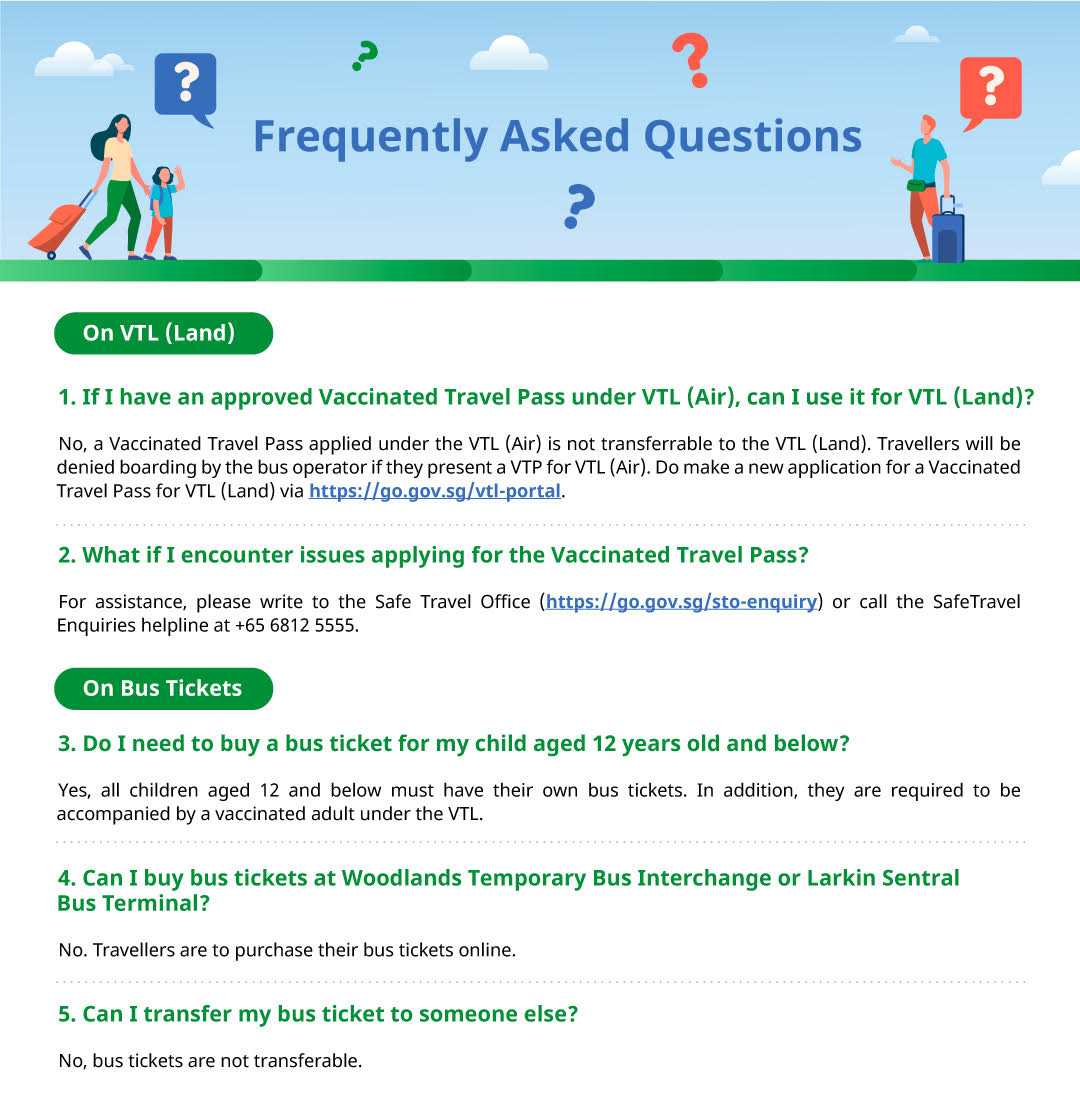 ?
?
?
?
Frequently Asked Questions
?
On VTL (Land)
1. If I have an approved Vaccinated Travel Pass under VTL (Air), can I use it for VTL (Land)?
No, a Vaccinated Travel Pass applied under the VTL (Air) is not transferrable to the VTL (Land). Travellers will be
denied boarding by the bus operator if they present a VTP for VTL (Air). Do make a new application for a Vaccinated
Travel Pass for VTL (Land) via https://go.gov.sg/vtl-portal.
2. What if I encounter issues applying for the Vaccinated Travel Pass?
For assistance, please write to the Safe Travel Office (https://go.gov.sg/sto-enquiry) or call the SafeTravel
Enquiries helpline at +65 6812 5555.
On Bus Tickets
3. Do I need to buy a bus ticket for my child aged 12 years old and below?
Yes, all children aged 12 and below must have their own bus tickets. In addition, they are required to be
accompanied by a vaccinated adult under the VTL.
4. Can I buy bus tickets at Woodlands Temporary Bus Interchange or Larkin Sentral
Bus Terminal?
No. Travellers are to purchase their bus tickets online.
5. Can I transfer my bus ticket to someone else?
No, bus tickets are not transferable.